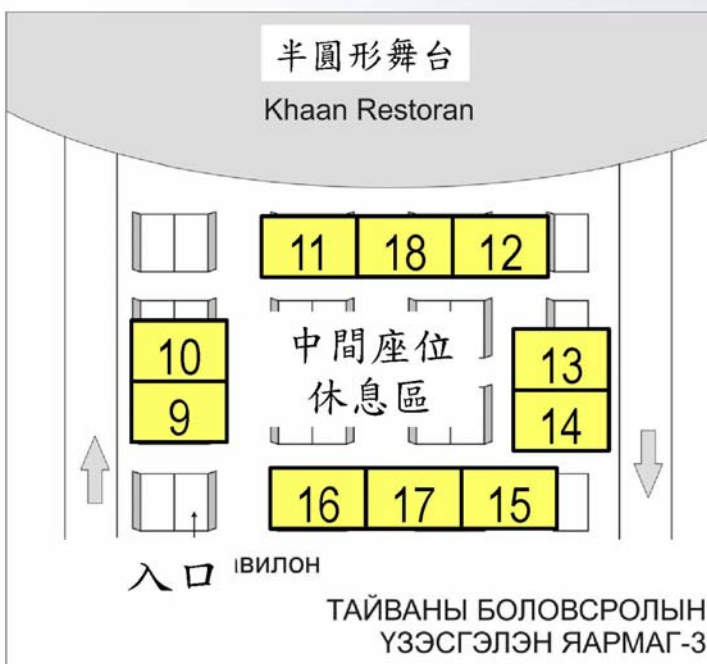 半圓形舞台
Khaan Restoran
11 18 12
10
9
中間座位
休息區
13
14
16 17 15
入口
вилон
ТАЙВАНЫ БОЛОВСРОЛЫН
ҮЗЭСГЭЛЭН ЯАРМАГ-3